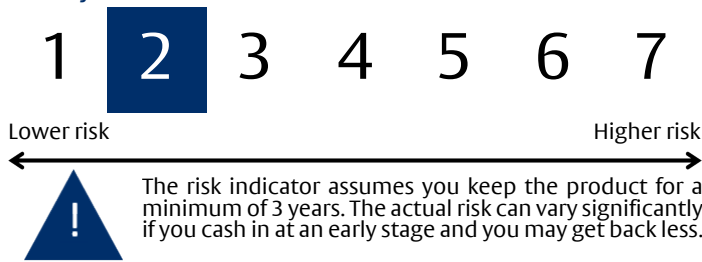 1 2 3 4 5 6 7
Lower risk Higher risk
!
The risk indicator assumes you keep the product for a
minimum of 3 years. The actual risk can vary significantly
if you cash in at an early stage and you may get back less.